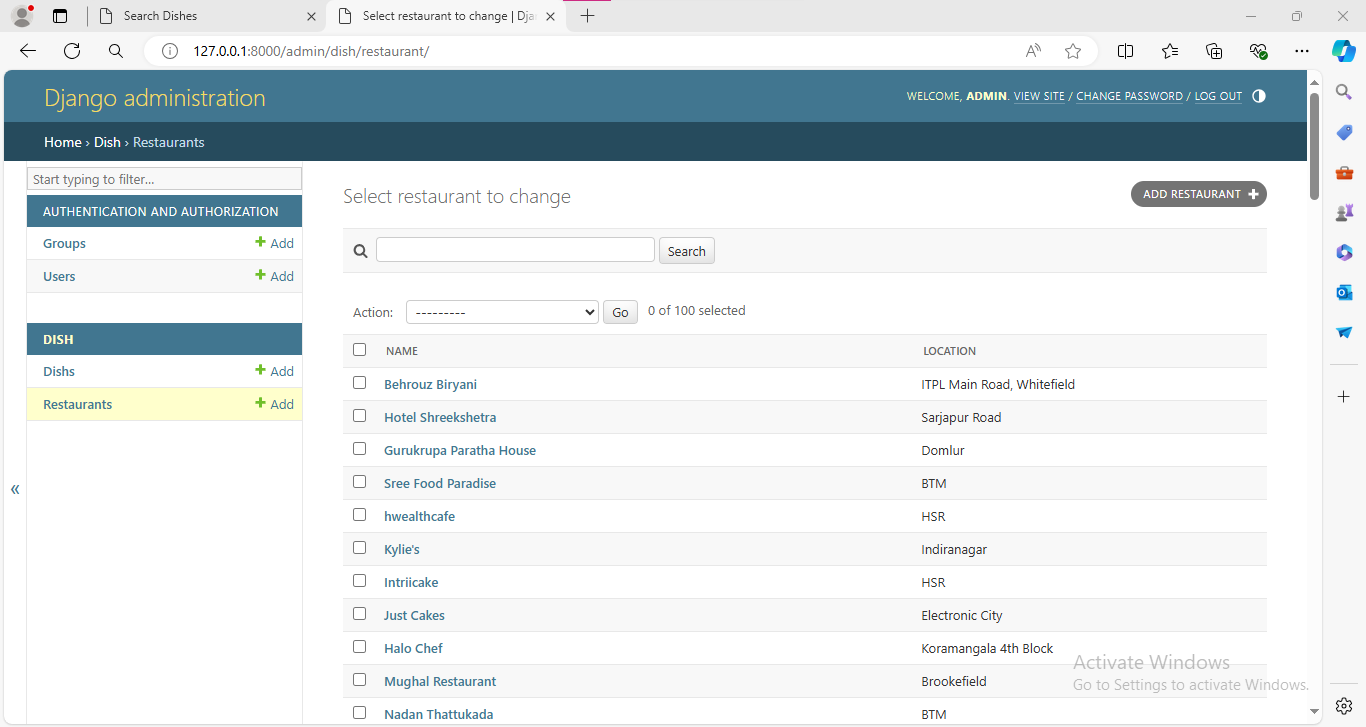 Search Dishes
Select restaurant to change | Dja
127.0.0.1:8000/admin/dish/restaurant/
Django administration
WELCOME, ADMIN. VIEW SITE / CHANGE PASSWORD / LOG OUT
Home › Dish › Restaurants
Start typing to filter...
AUTHENTICATION AND AUTHORIZATION
Groups + Add
Users + Add
DISH
Dishs + Add
Restaurants + Add
«
Select restaurant to change
ADD RESTAURANT +
Search
Action: --------- Go 0 of 100 selected
NAME LOCATION
Behrouz Biryani ITPL Main Road, Whitefield
Hotel Shreekshetra Sarjapur Road
Gurukrupa Paratha House Domlur
Sree Food Paradise BTM
hwealthcafe HSR
Kylie's Indiranagar
Intriicake HSR
Just Cakes Electronic City
Halo Chef Koramangala 4th Block
Mughal Restaurant Brookefield
Nadan Thattukada BTM
Activate Windows
Go to Settings to activate Windows.